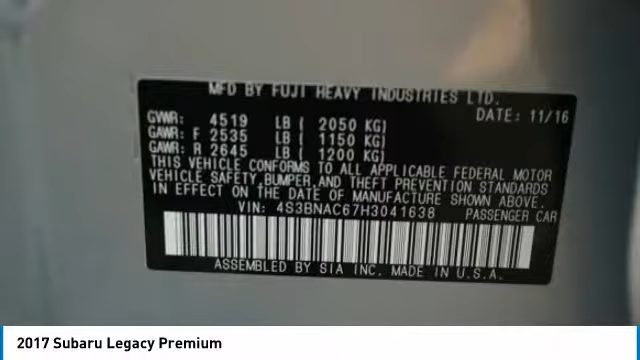 MFD BY FUJI HEAVY INDUSTRIES LTD.
DATE: 11/16
GVWR: 4519 LB ( 2050 KG)
GAWR: F 2535 LB ( 1150 KG)
GAWR: R 2645 LB ( 1200 KG)
THIS VEHICLE CONFORMS TO ALL APPLICABLE FEDERAL MOTOR
VEHICLE SAFETY, BUMPER, AND THEFT PREVENTION STANDARDS
IN EFFECT ON THE DATE OF MANUFACTURE SHOWN ABOVE.
VIN: 4S3BNAC67H3041638 PASSENGER CAR
ASSEMBLED BY SIA INC. MADE IN U.S.A.
2017 Subaru Legacy Premium